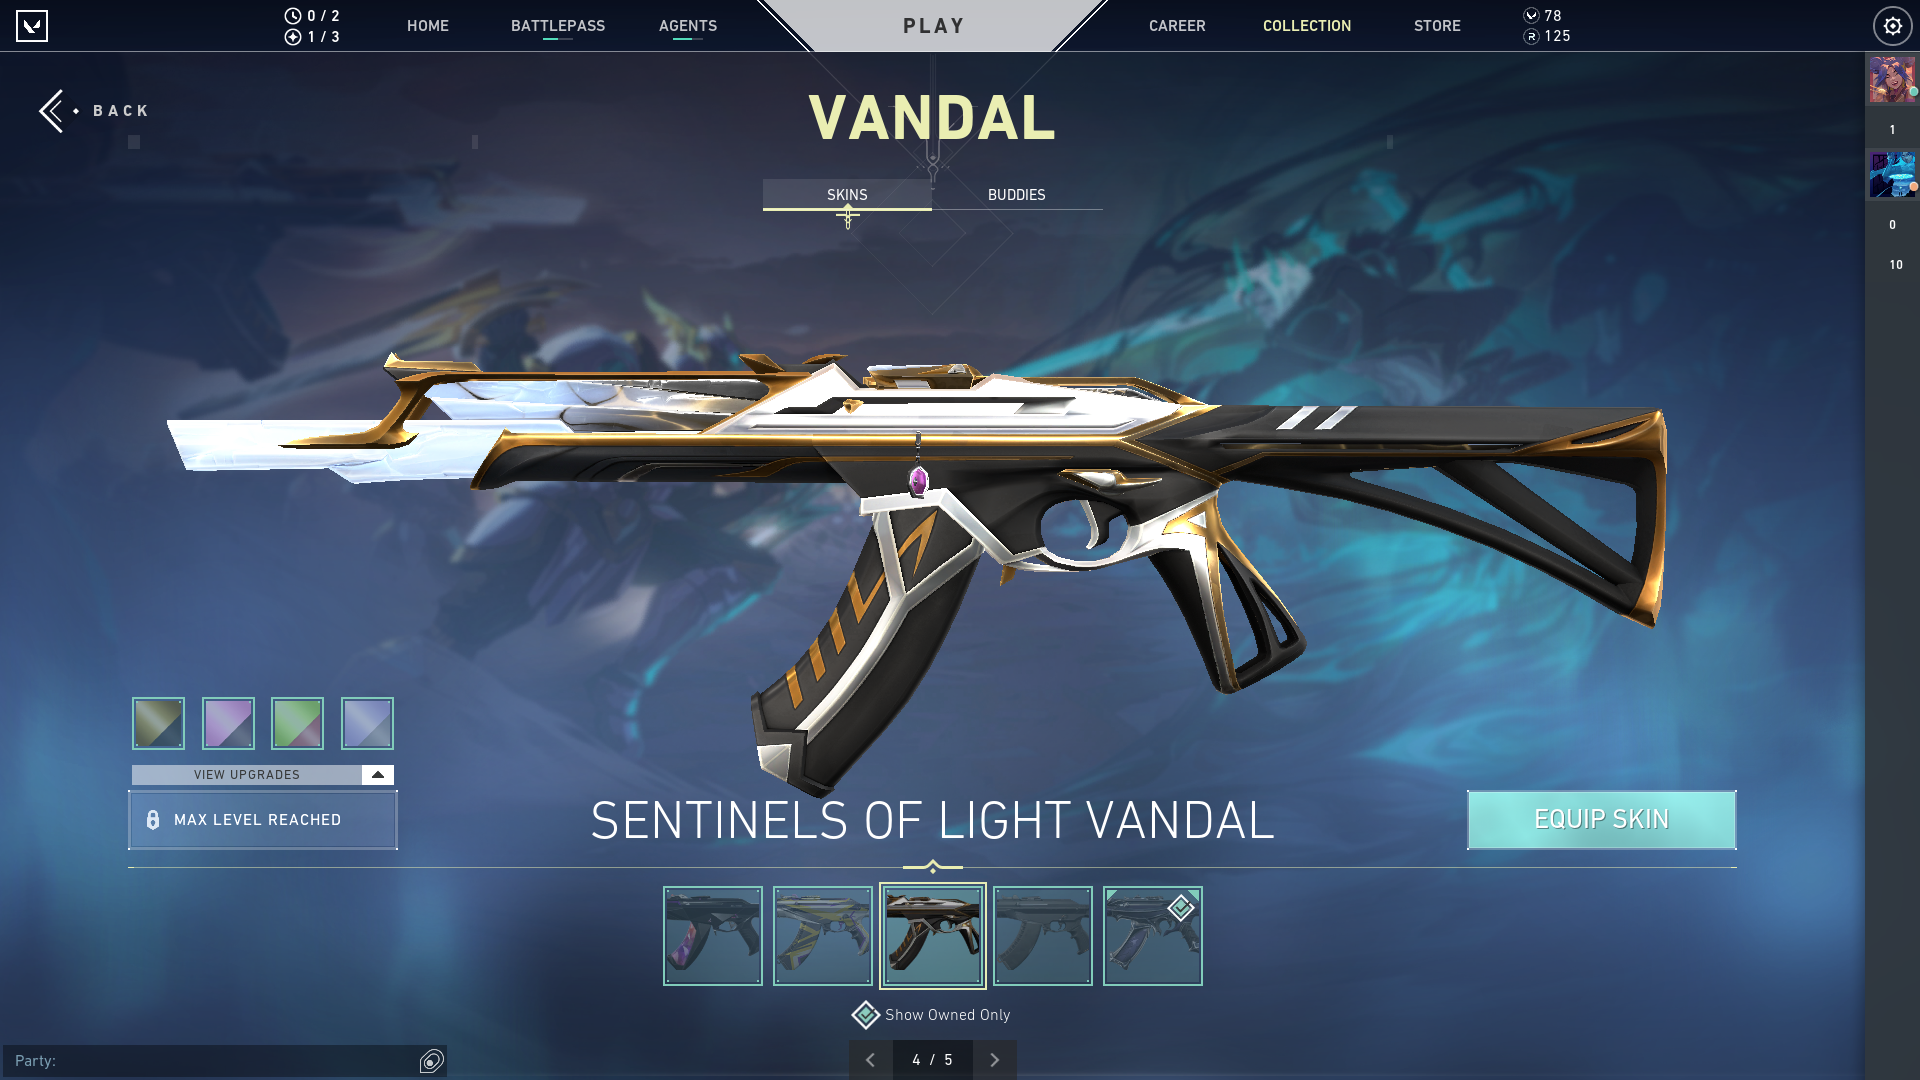 0 / 2
1 / 3
HOME
BATTLEPASS
AGENTS
PLAY
CAREER
COLLECTION
STORE
78
R 125
BACK
VANDAL
SKINS
BUDDIES
1
0
10
VIEW UPGRADES
MAX LEVEL REACHED
SENTINELS OF LIGHT VANDAL
EQUIP SKIN
Show Owned Only
Party:
4 / 5